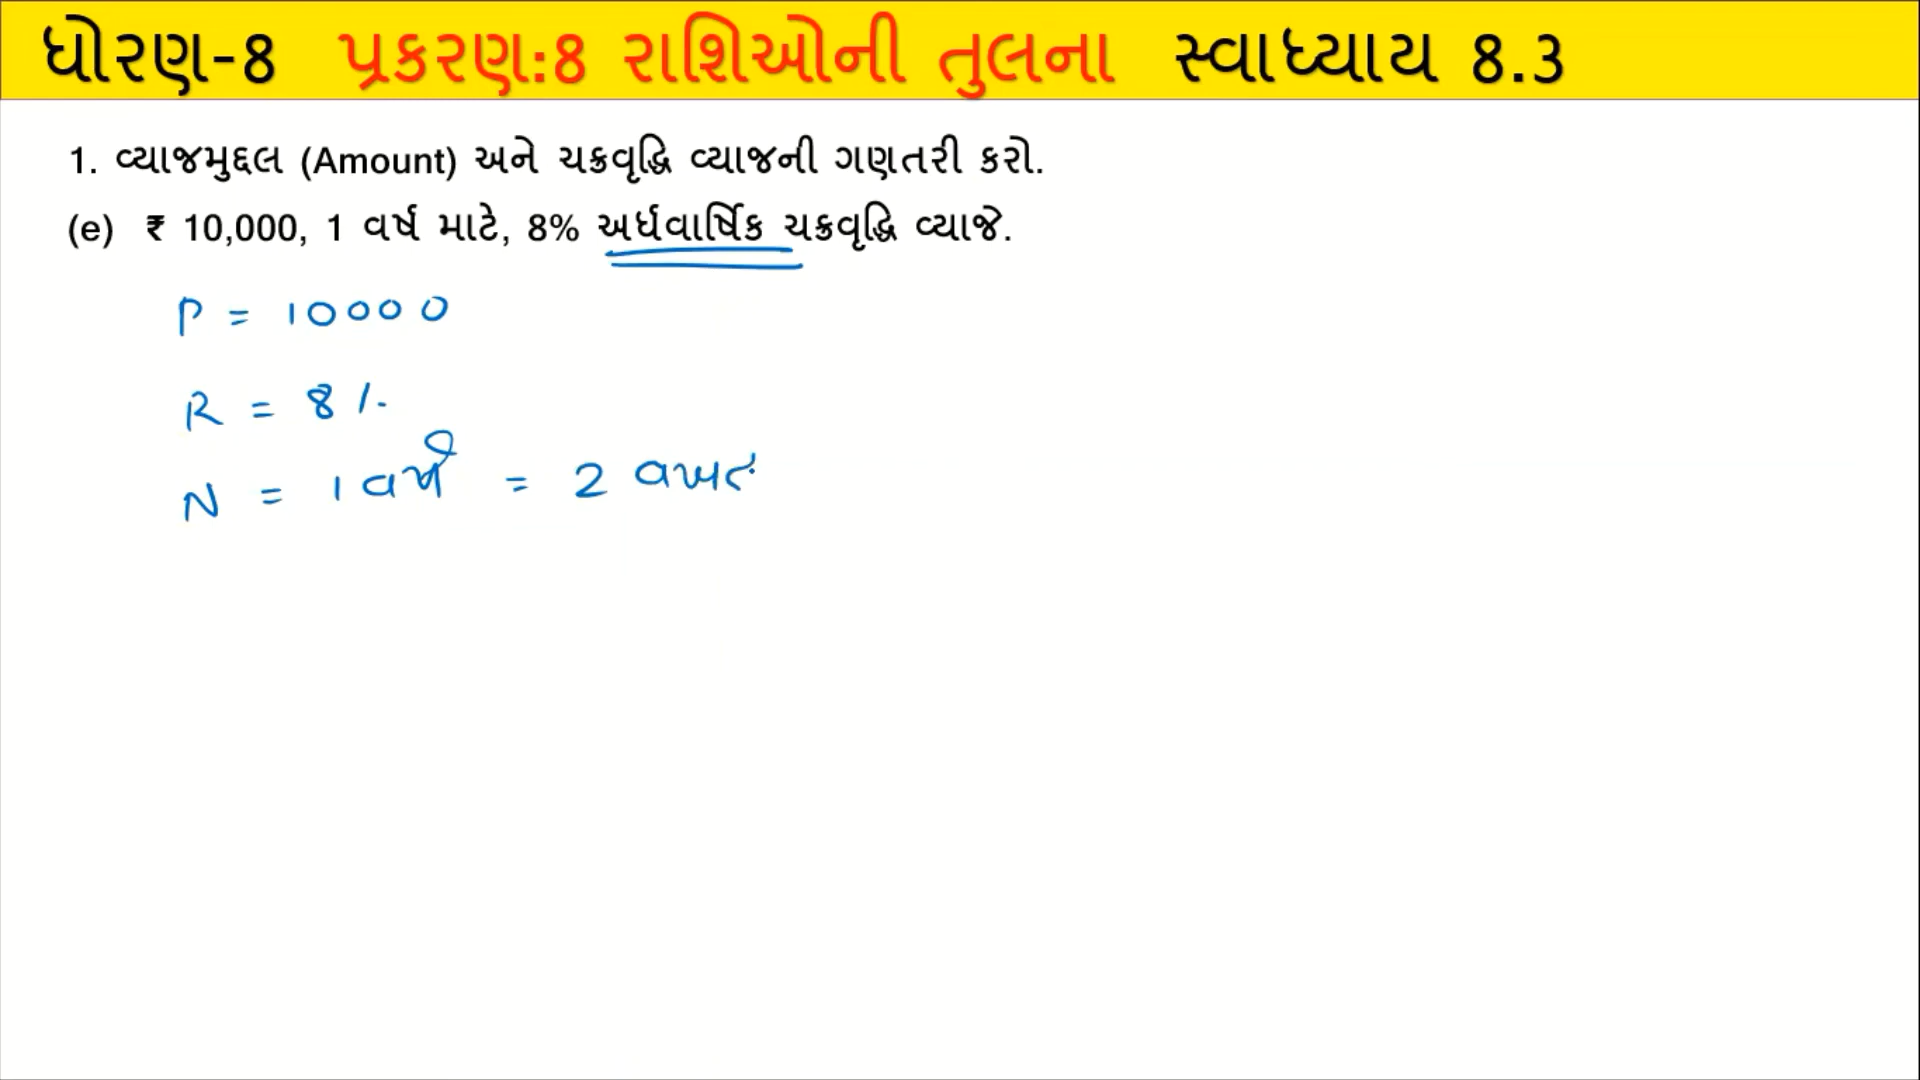 ધોરણ-8 પ્રકરણ:8 રાશિઓની તુલના સ્વાધ્યાય 8.3
1. વ્યાજમુદ્દલ (Amount) અને ચક્રવૃદ્ધિ વ્યાજની ગણતરી કરો.
(e) ₹ 10,000, 1 વર્ષ માટે, 8% અર્ધવાર્ષિક ચક્રવૃદ્ધિ વ્યાજે.
P = 10000
R = 8%
N = 1 વર્ષ = 2 વખત